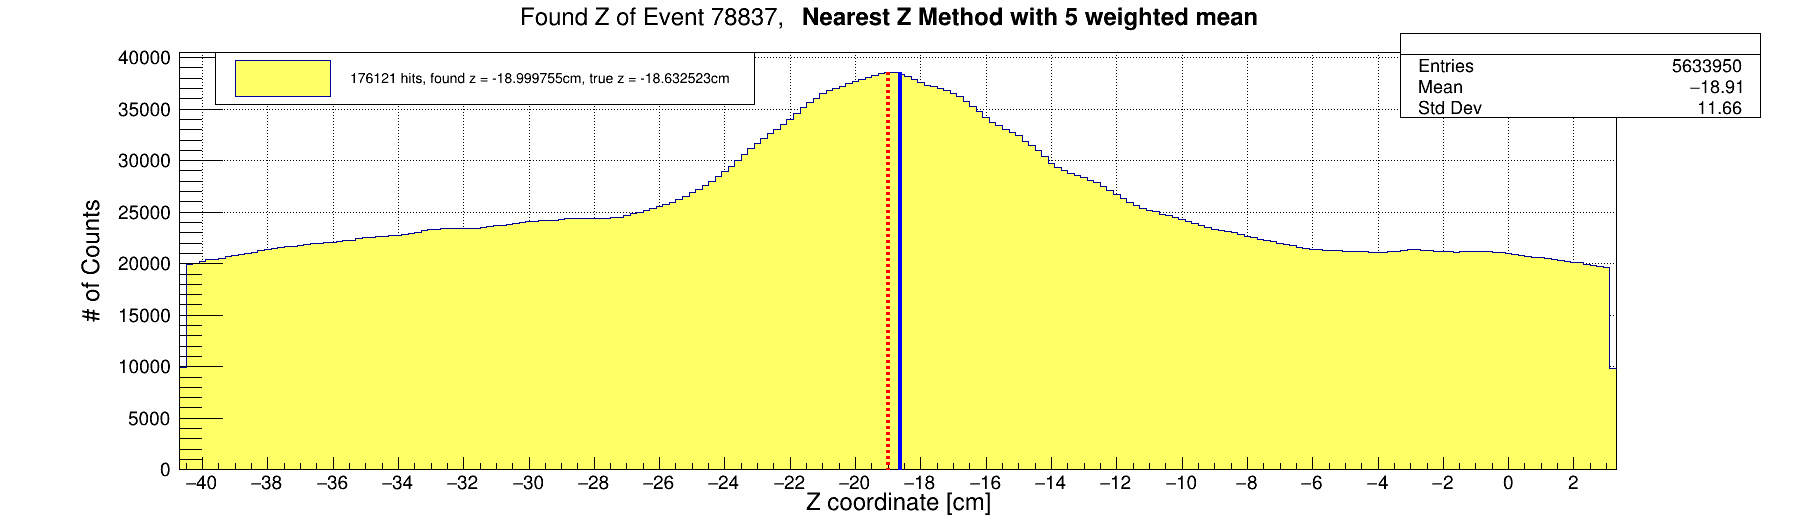 Found Z of Event 78837, Nearest Z Method with 5 weighted mean
176121 hits, found z = -18.999755cm, true z = -18.632523cm
Entries 5633950
Mean −18.91
Std Dev 11.66
# of Counts
40000
35000
30000
25000
20000
15000
10000
5000
0
−40 −38 −36 −34 −32 −30 −28 −26 −24 −22 −20 −18 −16 −14 −12 −10 −8 −6 −4 −2 0 2
Z coordinate [cm]